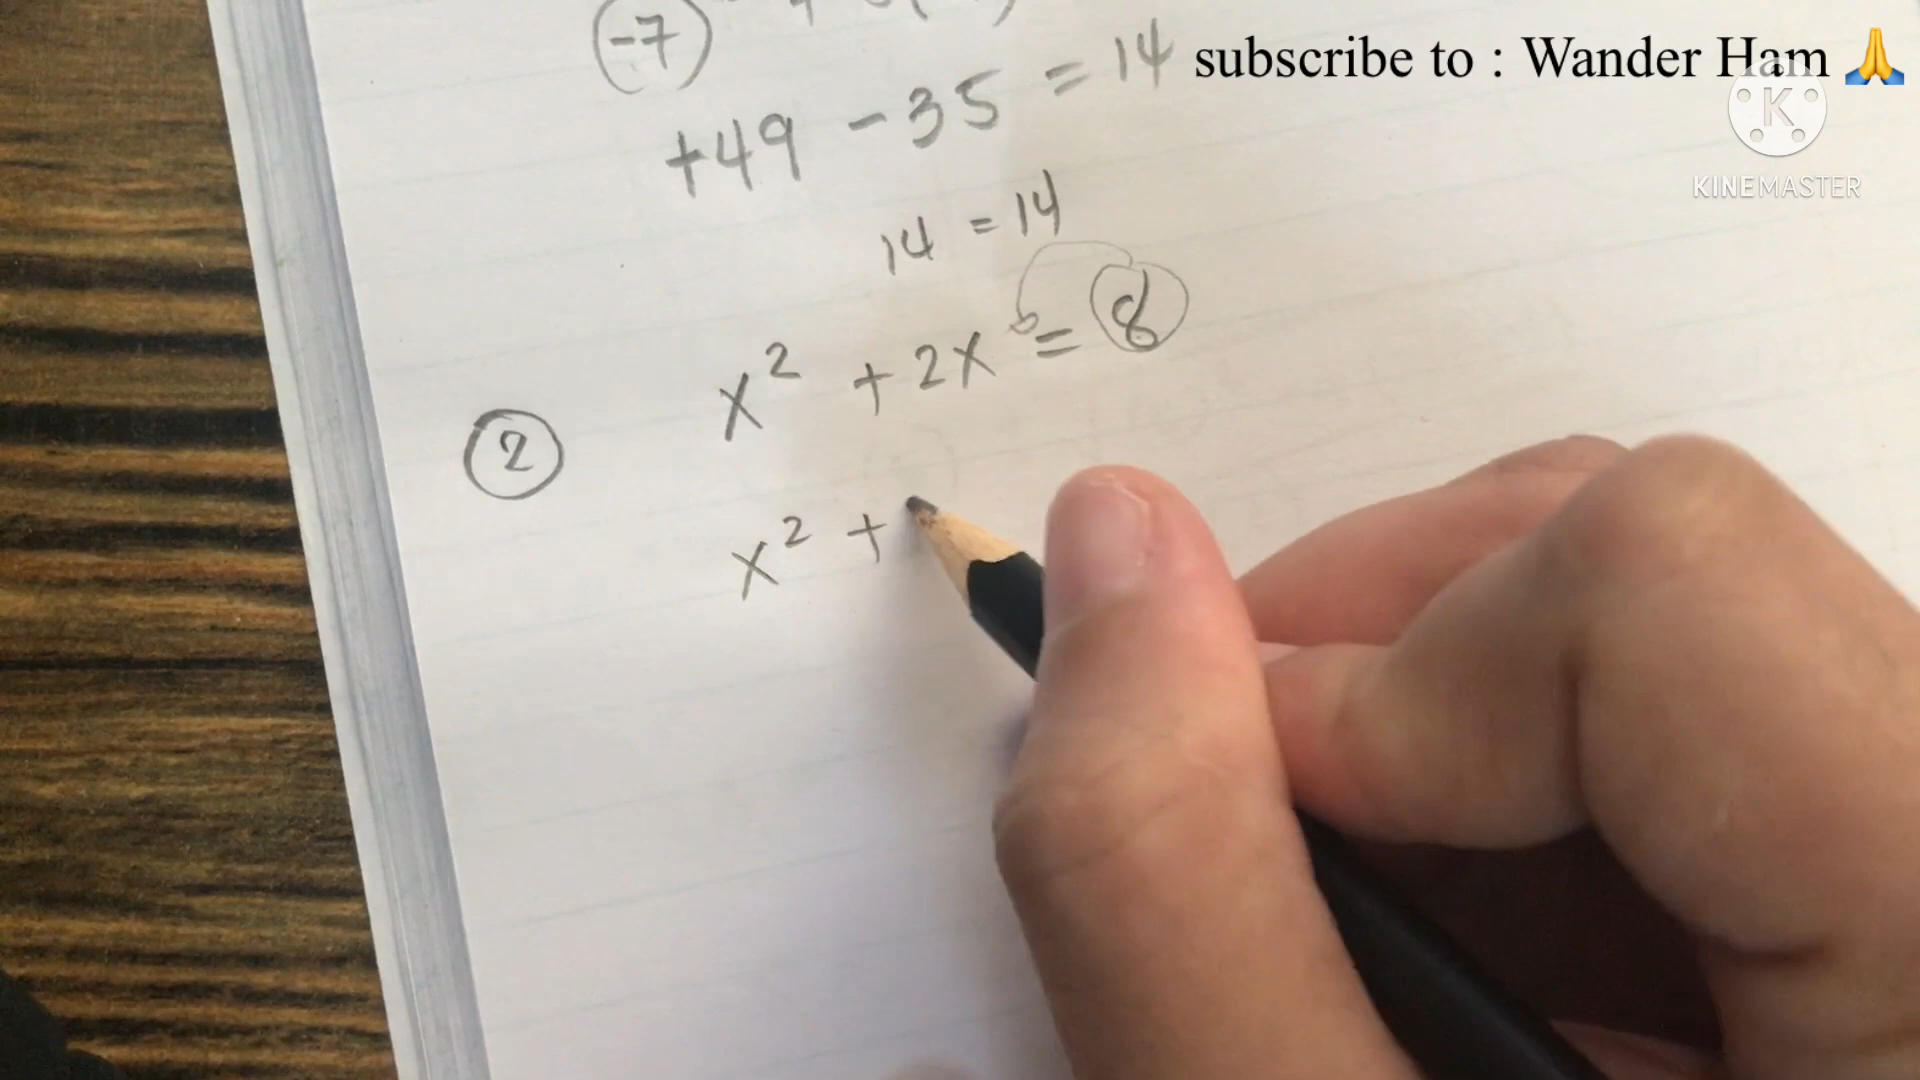 subscribe to : Wander Ham 🙏
K
KINEMASTER
-7
+49 - 35 = 14
14 = 14
x² + 2x = 8
2
x² +